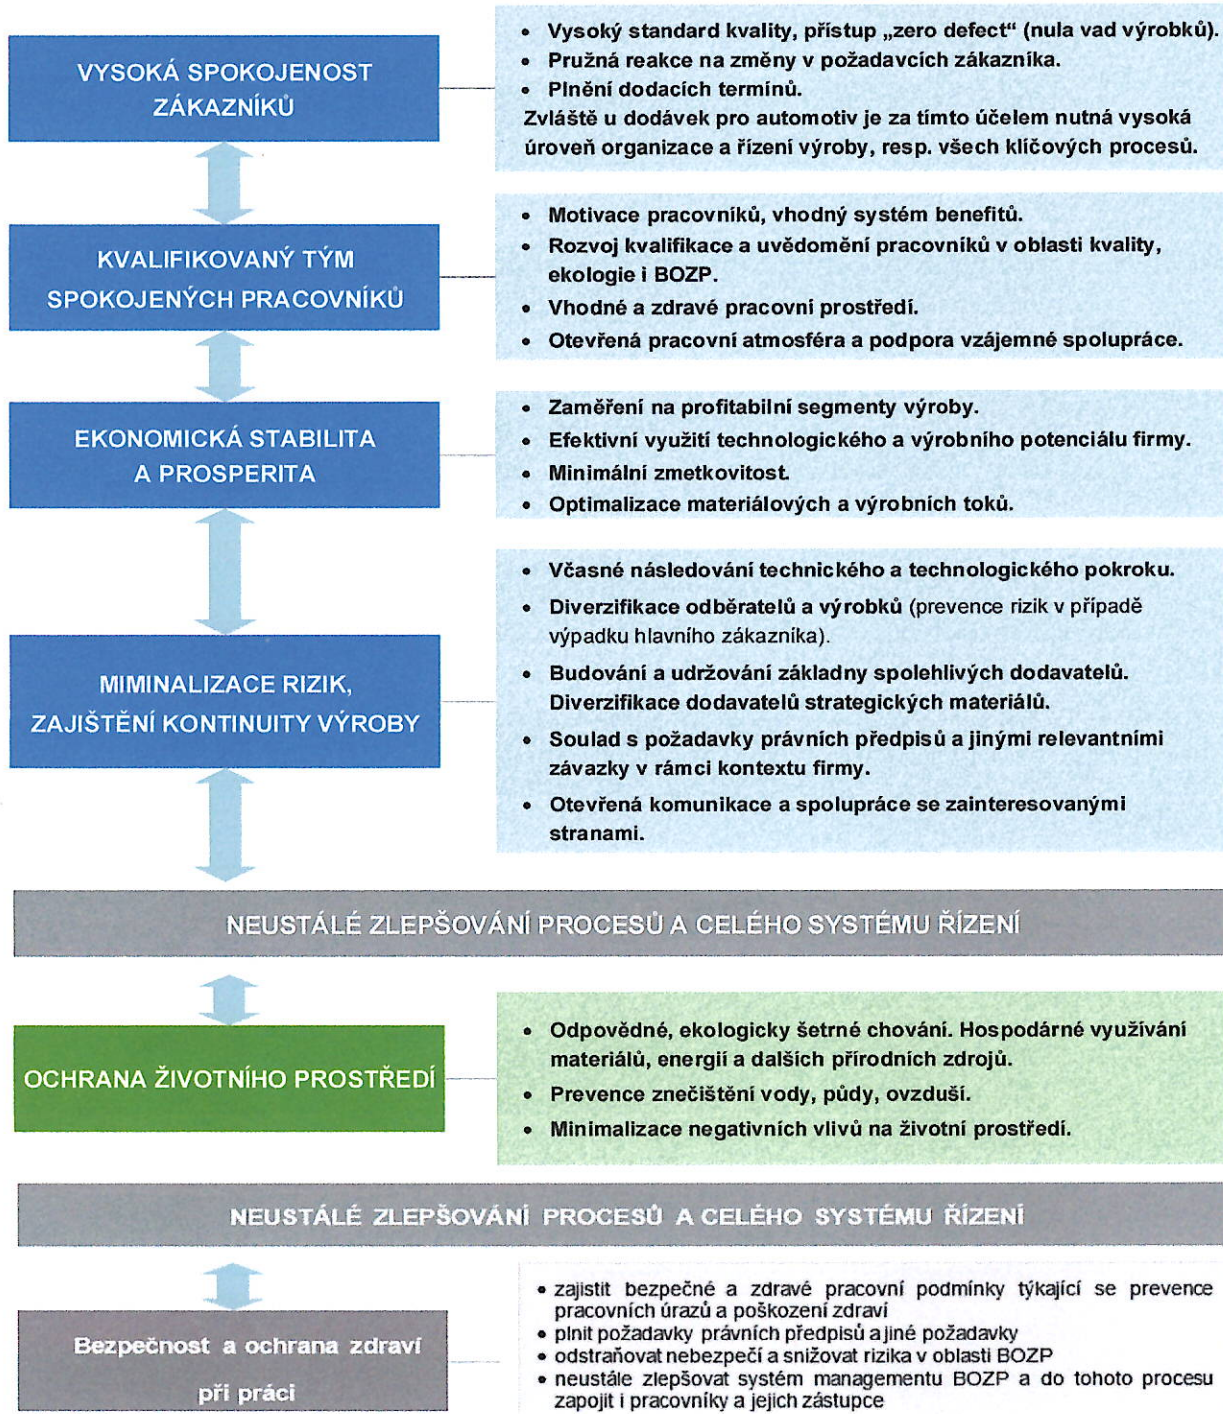 VYSOKÁ SPOKOJENOST
ZÁKAZNÍKŮ
• Vysoký standard kvality, přístup „zero defect“ (nula vad výrobků).
• Pružná reakce na změny v požadavcích zákazníka.
• Plnění dodacích termínů.
Zvláště u dodávek pro automotiv je za tímto účelem nutná vysoká
úroveň organizace a řízení výroby, resp. všech klíčových procesů.
KVALIFIKOVANÝ TÝM
SPOKOJENÝCH PRACOVNÍKŮ
• Motivace pracovníků, vhodný systém benefitů.
• Rozvoj kvalifikace a uvědomění pracovníků v oblasti kvality,
ekologie i BOZP.
• Vhodné a zdravé pracovní prostředí.
• Otevřená pracovní atmosféra a podpora vzájemné spolupráce.
EKONOMICKÁ STABILITA
A PROSPERITA
• Zaměření na profitabilní segmenty výroby.
• Efektivní využití technologického a výrobního potenciálu firmy.
• Minimální zmetkovitost.
• Optimalizace materiálových a výrobních toků.
MIMINALIZACE RIZIK,
ZAJIŠTĚNÍ KONTINUITY VÝROBY
• Včasné následování technického a technologického pokroku.
• Diverzifikace odběratelů a výrobků (prevence rizik v případě
výpadku hlavního zákazníka).
• Budování a udržování základny spolehlivých dodavatelů.
Diverzifikace dodavatelů strategických materiálů.
• Soulad s požadavky právních předpisů a jinými relevantními
závazky v rámci kontextu firmy.
• Otevřená komunikace a spolupráce se zainteresovanými
stranami.
NEUSTÁLÉ ZLEPŠOVÁNÍ PROCESŮ A CELÉHO SYSTÉMU ŘÍZENÍ
OCHRANA ŽIVOTNÍHO PROSTŘEDÍ
• Odpovědné, ekologicky šetrné chování. Hospodárné využívání
materiálů, energií a dalších přírodních zdrojů.
• Prevence znečištění vody, půdy, ovzduší.
• Minimalizace negativních vlivů na životní prostředí.
NEUSTÁLÉ ZLEPŠOVÁNÍ PROCESŮ A CELÉHO SYSTÉMU ŘÍZENÍ
Bezpečnost a ochrana zdraví
při práci
• zajistit bezpečné a zdravé pracovní podmínky týkající se prevence
pracovních úrazů a poškození zdraví
• plnit požadavky právních předpisů a jiné požadavky
• odstraňovat nebezpečí a snižovat rizika v oblasti BOZP
• neustále zlepšovat systém managementu BOZP a do tohoto procesu
zapojit i pracovníky a jejich zástupce